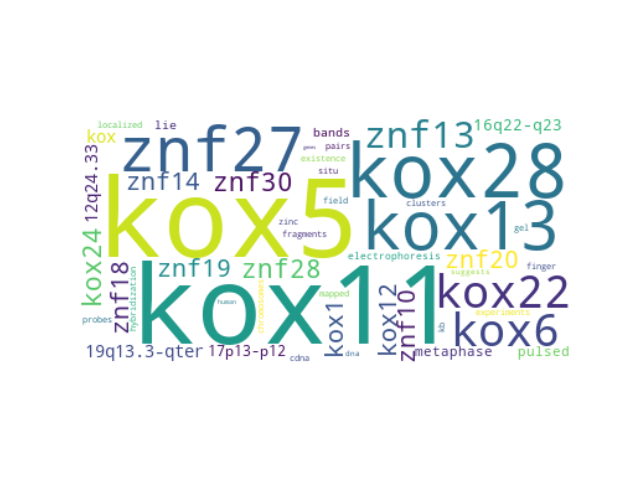 localized
lie
kox
znf27
bands
pairs
genes
existence
situ
znf13
16q22-q23
kox28
12q24.33
znf14
znf30
kox5
field
zinc
fragments
clusters
kox13
gel
kox24
electrophoresis
znf20
finger
suggests
znf18
hybridization
znf19
znf28
kox11
human
chromosomes
mapped
kox1
kox12
znf10
kb
kox22
experiments
kox6
probes
19q13.3-qter
17p13-p12
cdna
dna
metaphase
pulsed